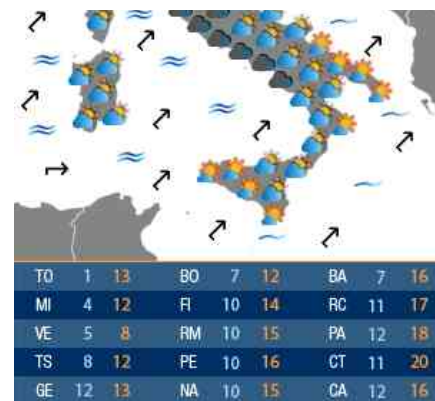 TO 1 13 BO 7 12 BA 7 16
MI 4 12 FI 10 14 RC 11 17
VE 5 8 RM 10 15 PA 12 18
TS 8 12 PE 10 16 CT 11 20
GE 12 13 NA 10 15 CA 12 16